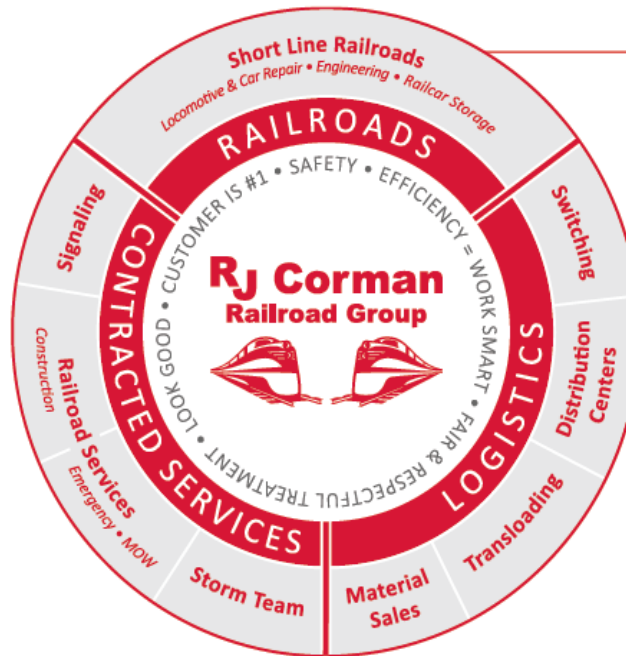 Short Line Railroads
Locomotive & Car Repair • Engineering • Railcar Storage
RAILROADS
Switching
Distribution
Centers
Transloading
Material
Sales
LOGISTICS
Storm Team
Railroad Services
Emergency • MOW
Construction
Signaling
CONTRACTED SERVICES
CUSTOMER IS #1 • SAFETY • EFFICIENCY = WORK SMART • FAIR & RESPECTFUL TREATMENT • LOOK GOOD •
RJ Corman
Railroad Group